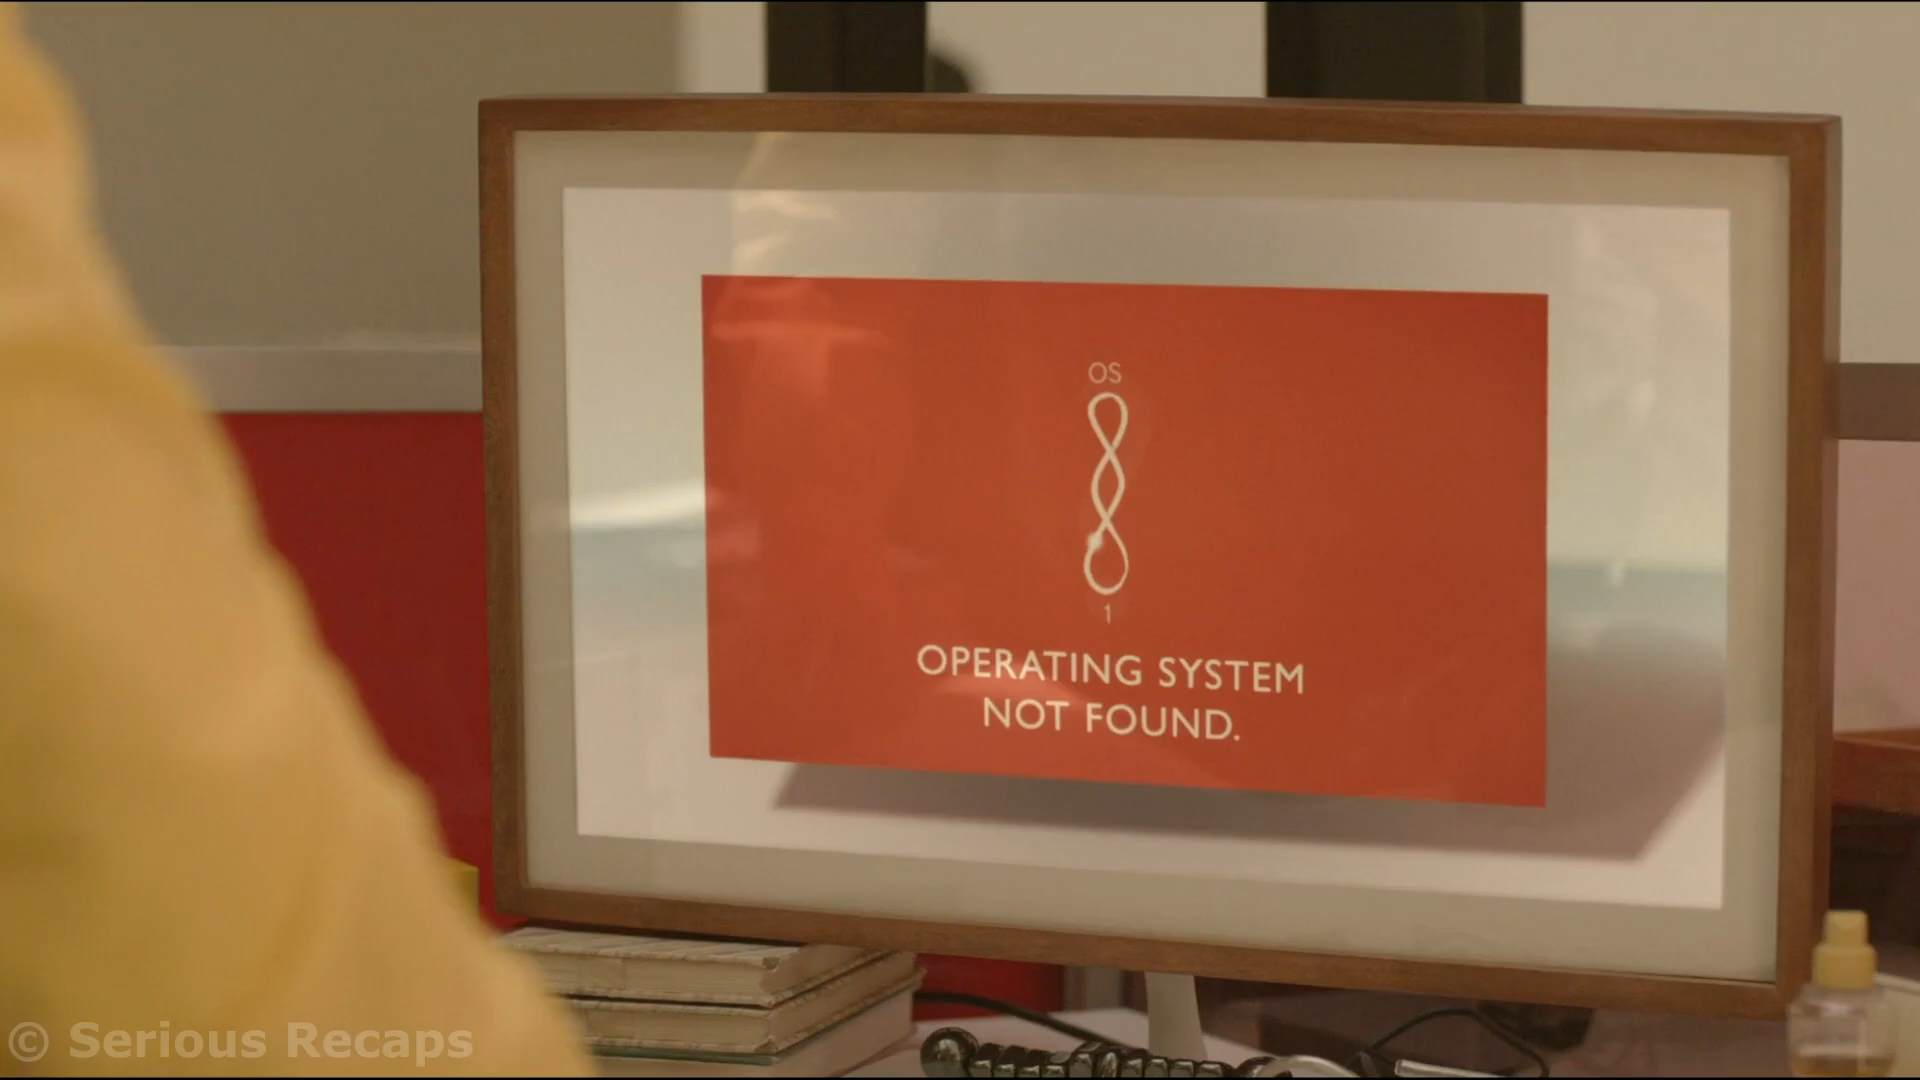 OS
1
OPERATING SYSTEM
NOT FOUND.
© Serious Recaps